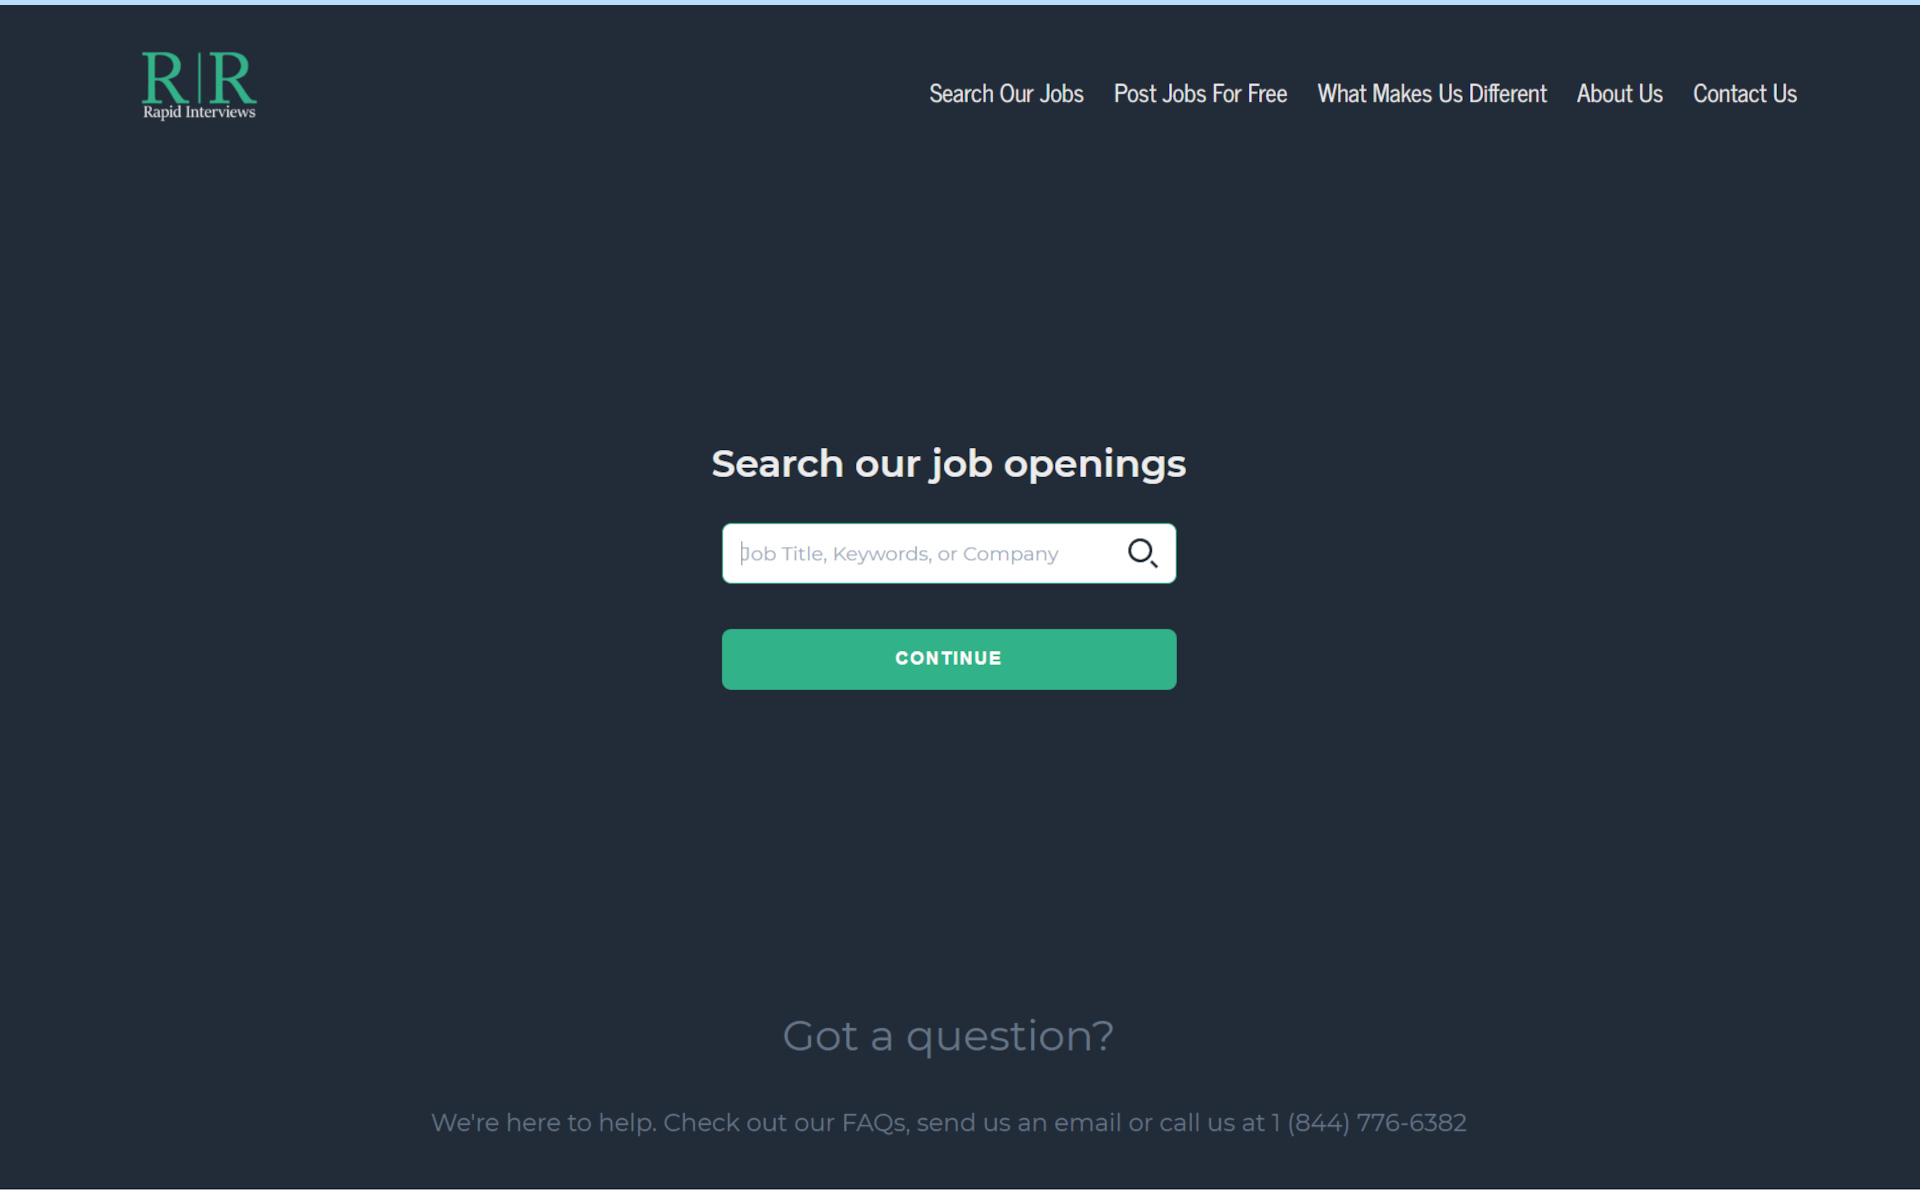 R|R
Rapid Interviews
Search Our Jobs Post Jobs For Free What Makes Us Different About Us Contact Us
Search our job openings
Job Title, Keywords, or Company
CONTINUE
Got a question?
We're here to help. Check out our FAQs, send us an email or call us at 1 (844) 776-6382